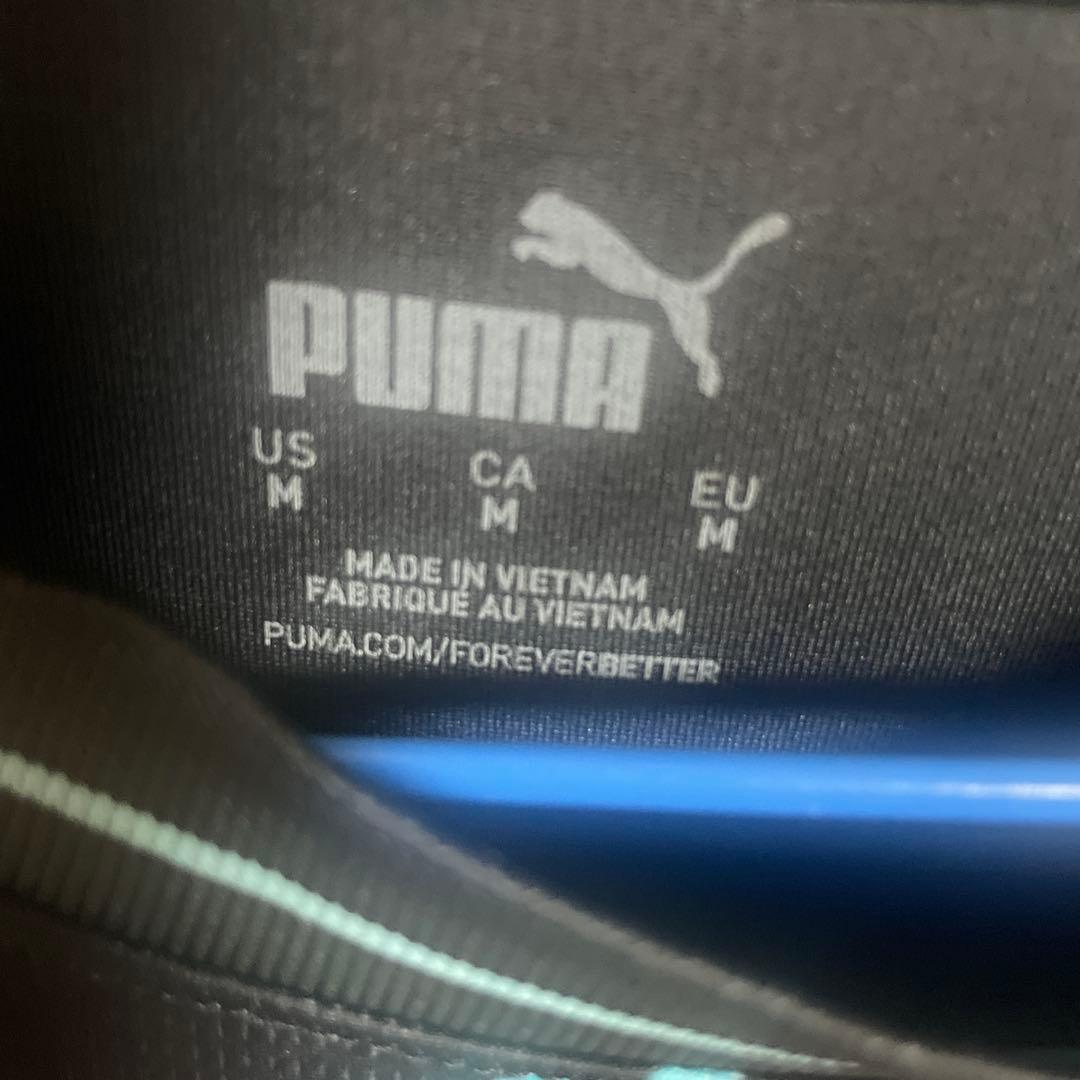 PUMA
US CA EU
M M M
MADE IN VIETNAM
FABRIQUE AU VIETNAM
PUMA.COM/FOREVERBETTER